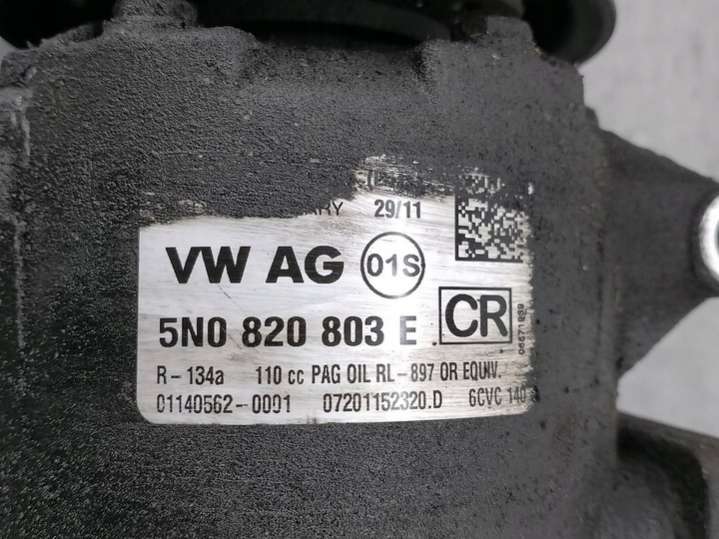 29/11
VW AG 01S
5N0 820 803 E CR
R-134a 110 cc PAG OIL RL-897 OR EQUIV.
01140562-0001 07201152320.D 6CVC 140